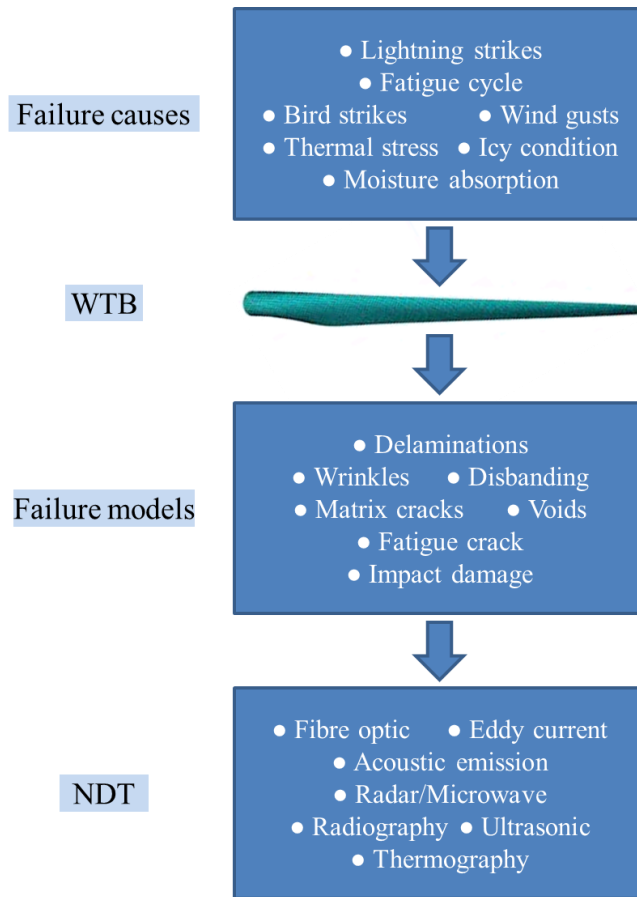 ● Lightning strikes
● Fatigue cycle
Failure causes
● Bird strikes ● Wind gusts
● Thermal stress ● Icy condition
● Moisture absorption
WTB
● Delaminations
● Wrinkles ● Disbanding
Failure models
● Matrix cracks ● Voids
● Fatigue crack
● Impact damage
● Fibre optic ● Eddy current
● Acoustic emission
NDT
● Radar/Microwave
● Radiography ● Ultrasonic
● Thermography